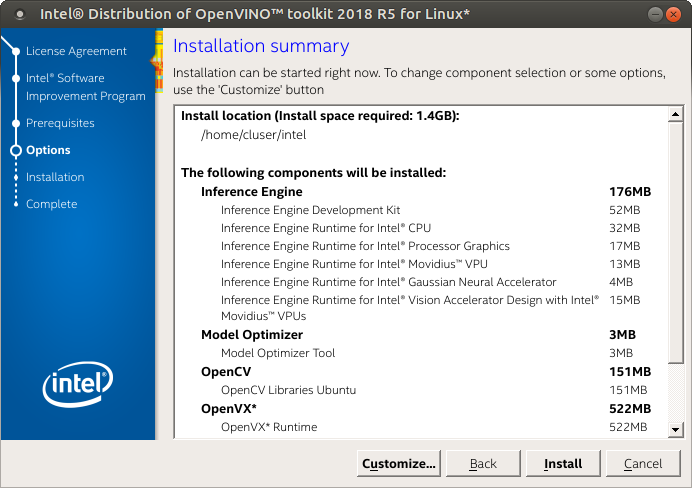 Intel® Distribution of OpenVINO™ toolkit 2018 R5 for Linux*
License Agreement
Intel® Software
Improvement Program
Prerequisites
Options
Installation
Complete
intel®
Installation summary
Installation can be started right now. To change component selection or some options,
use the 'Customize' button
Install location (Install space required: 1.4GB):
/home/cluser/intel
The following components will be installed:
Inference Engine 176MB
Inference Engine Development Kit 52MB
Inference Engine Runtime for Intel® CPU 32MB
Inference Engine Runtime for Intel® Processor Graphics 17MB
Inference Engine Runtime for Intel® Movidius™ VPU 13MB
Inference Engine Runtime for Intel® Gaussian Neural Accelerator 4MB
Inference Engine Runtime for Intel® Vision Accelerator Design with Intel® 15MB
Movidius™ VPUs
Model Optimizer 3MB
Model Optimizer Tool 3MB
OpenCV 151MB
OpenCV Libraries Ubuntu 151MB
OpenVX* 522MB
OpenVX* Runtime 522MB
Customize... Back Install Cancel